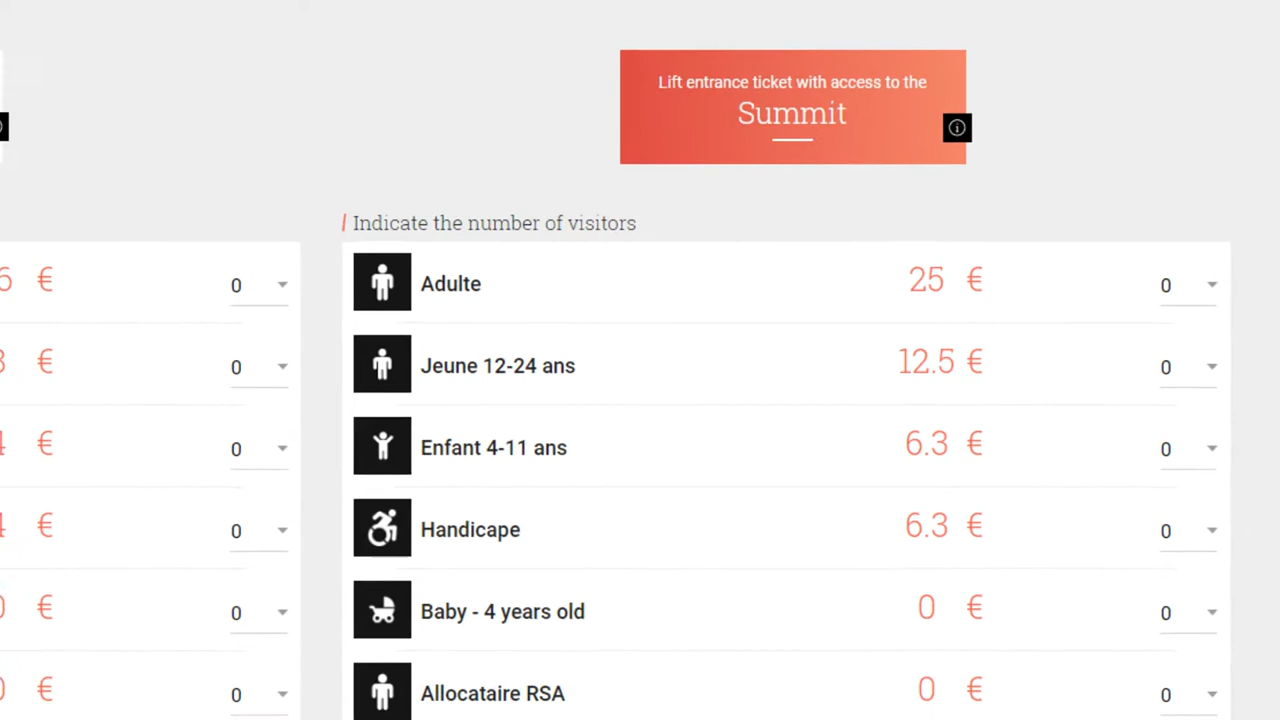 Lift entrance ticket with access to the
Summit
Indicate the number of visitors
€ 0
Adulte 25 € 0
€ 0
Jeune 12-24 ans 12.5 € 0
€ 0
Enfant 4-11 ans 6.3 € 0
€ 0
Handicape 6.3 € 0
€ 0
Baby - 4 years old 0 € 0
€ 0
Allocataire RSA 0 € 0